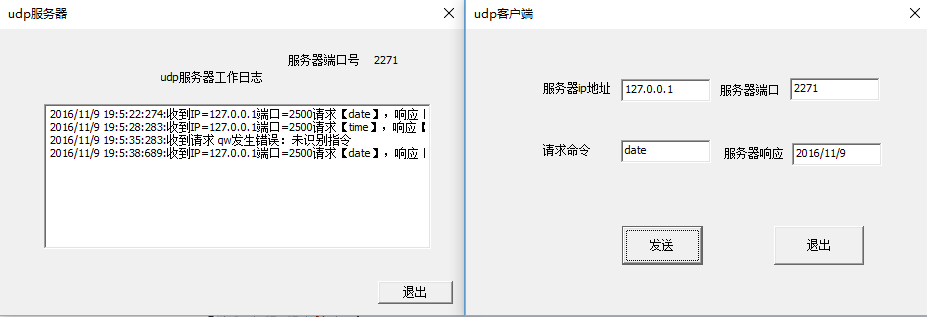 udp服务器
服务器端口号 2271
udp服务器工作日志
2016/11/9 19:5:22:274:收到IP=127.0.0.1端口=2500请求【date】，响应
2016/11/9 19:5:28:283:收到IP=127.0.0.1端口=2500请求【time】，响应【
2016/11/9 19:5:35:283:收到请求 qw发生错误：未识别指令
2016/11/9 19:5:38:689:收到IP=127.0.0.1端口=2500请求【date】，响应
退出
udp客户端
服务器ip地址 127.0.0.1 服务器端口 2271
请求命令 date 服务器响应 2016/11/9
发送 退出